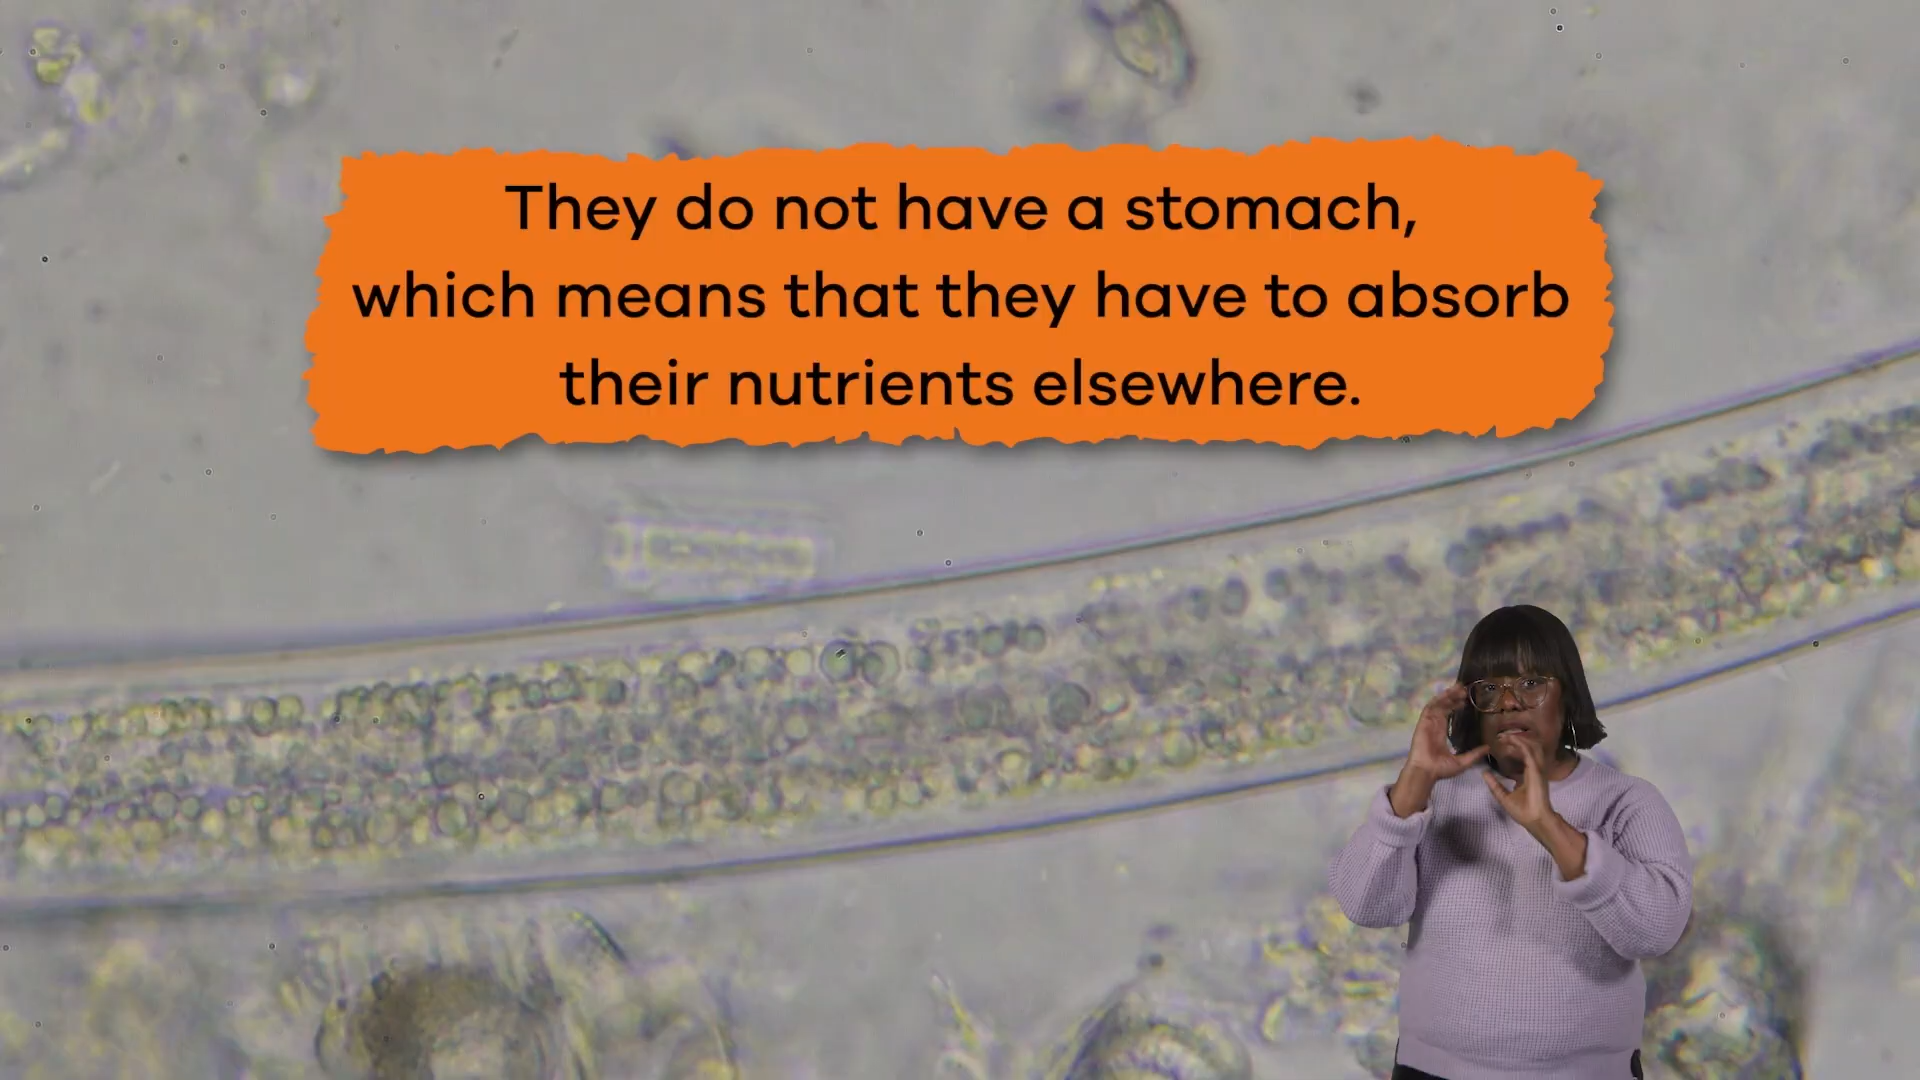 They do not have a stomach,
which means that they have to absorb
their nutrients elsewhere.